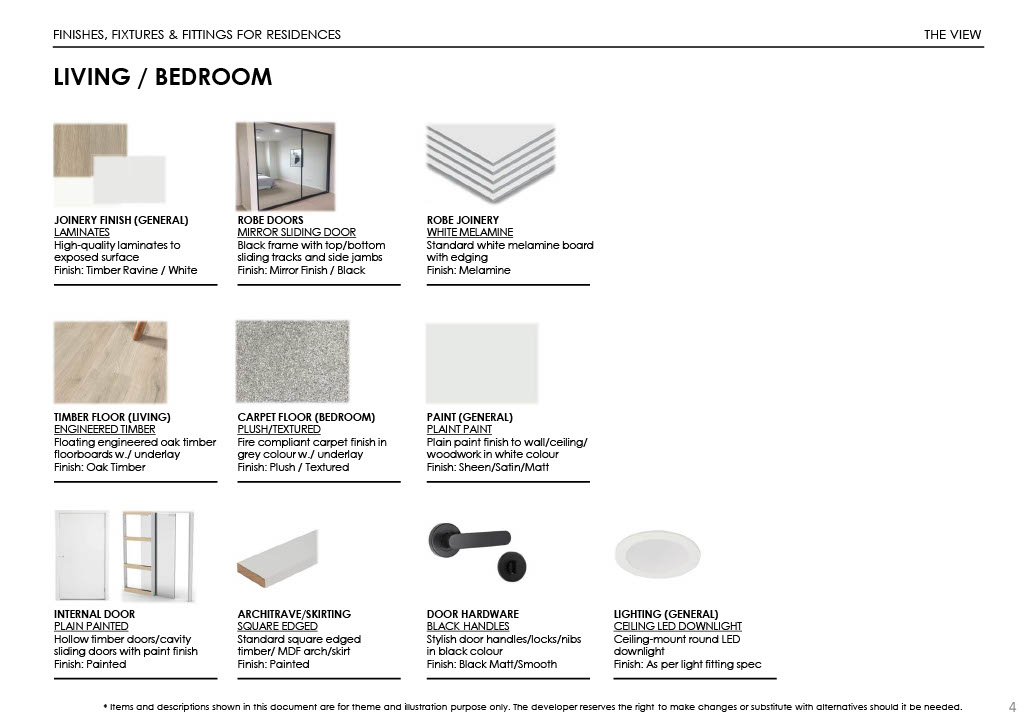 FINISHES, FIXTURES & FITTINGS FOR RESIDENCES
THE VIEW
LIVING / BEDROOM
JOINERY FINISH (GENERAL)
LAMINATES
High-quality laminates to
exposed surface
Finish: Timber Ravine / White
ROBE DOORS
MIRROR SLIDING DOOR
Black frame with top/bottom
sliding tracks and side jambs
Finish: Mirror Finish / Black
ROBE JOINERY
WHITE MELAMINE
Standard white melamine board
with edging
Finish: Melamine
TIMBER FLOOR (LIVING)
ENGINEERED TIMBER
Floating engineered oak timber
floorboards w./ underlay
Finish: Oak Timber
CARPET FLOOR (BEDROOM)
PLUSH/TEXTURED
Fire compliant carpet finish in
grey colour w./ underlay
Finish: Plush / Textured
PAINT (GENERAL)
PLAINT PAINT
Plain paint finish to wall/ceiling/
woodwork in white colour
Finish: Sheen/Satin/Matt
INTERNAL DOOR
PLAIN PAINTED
Hollow timber doors/cavity
sliding doors with paint finish
Finish: Painted
ARCHITRAVE/SKIRTING
SQUARE EDGED
Standard square edged
timber/ MDF arch/skirt
Finish: Painted
DOOR HARDWARE
BLACK HANDLES
Stylish door handles/locks/nibs
in black colour
Finish: Black Matt/Smooth
LIGHTING (GENERAL)
CEILING LED DOWNLIGHT
Ceiling-mount round LED
downlight
Finish: As per light fitting spec
* Items and descriptions shown in this document are for theme and illustration purpose only. The developer reserves the right to make changes or substitute with alternatives should it be needed.
4